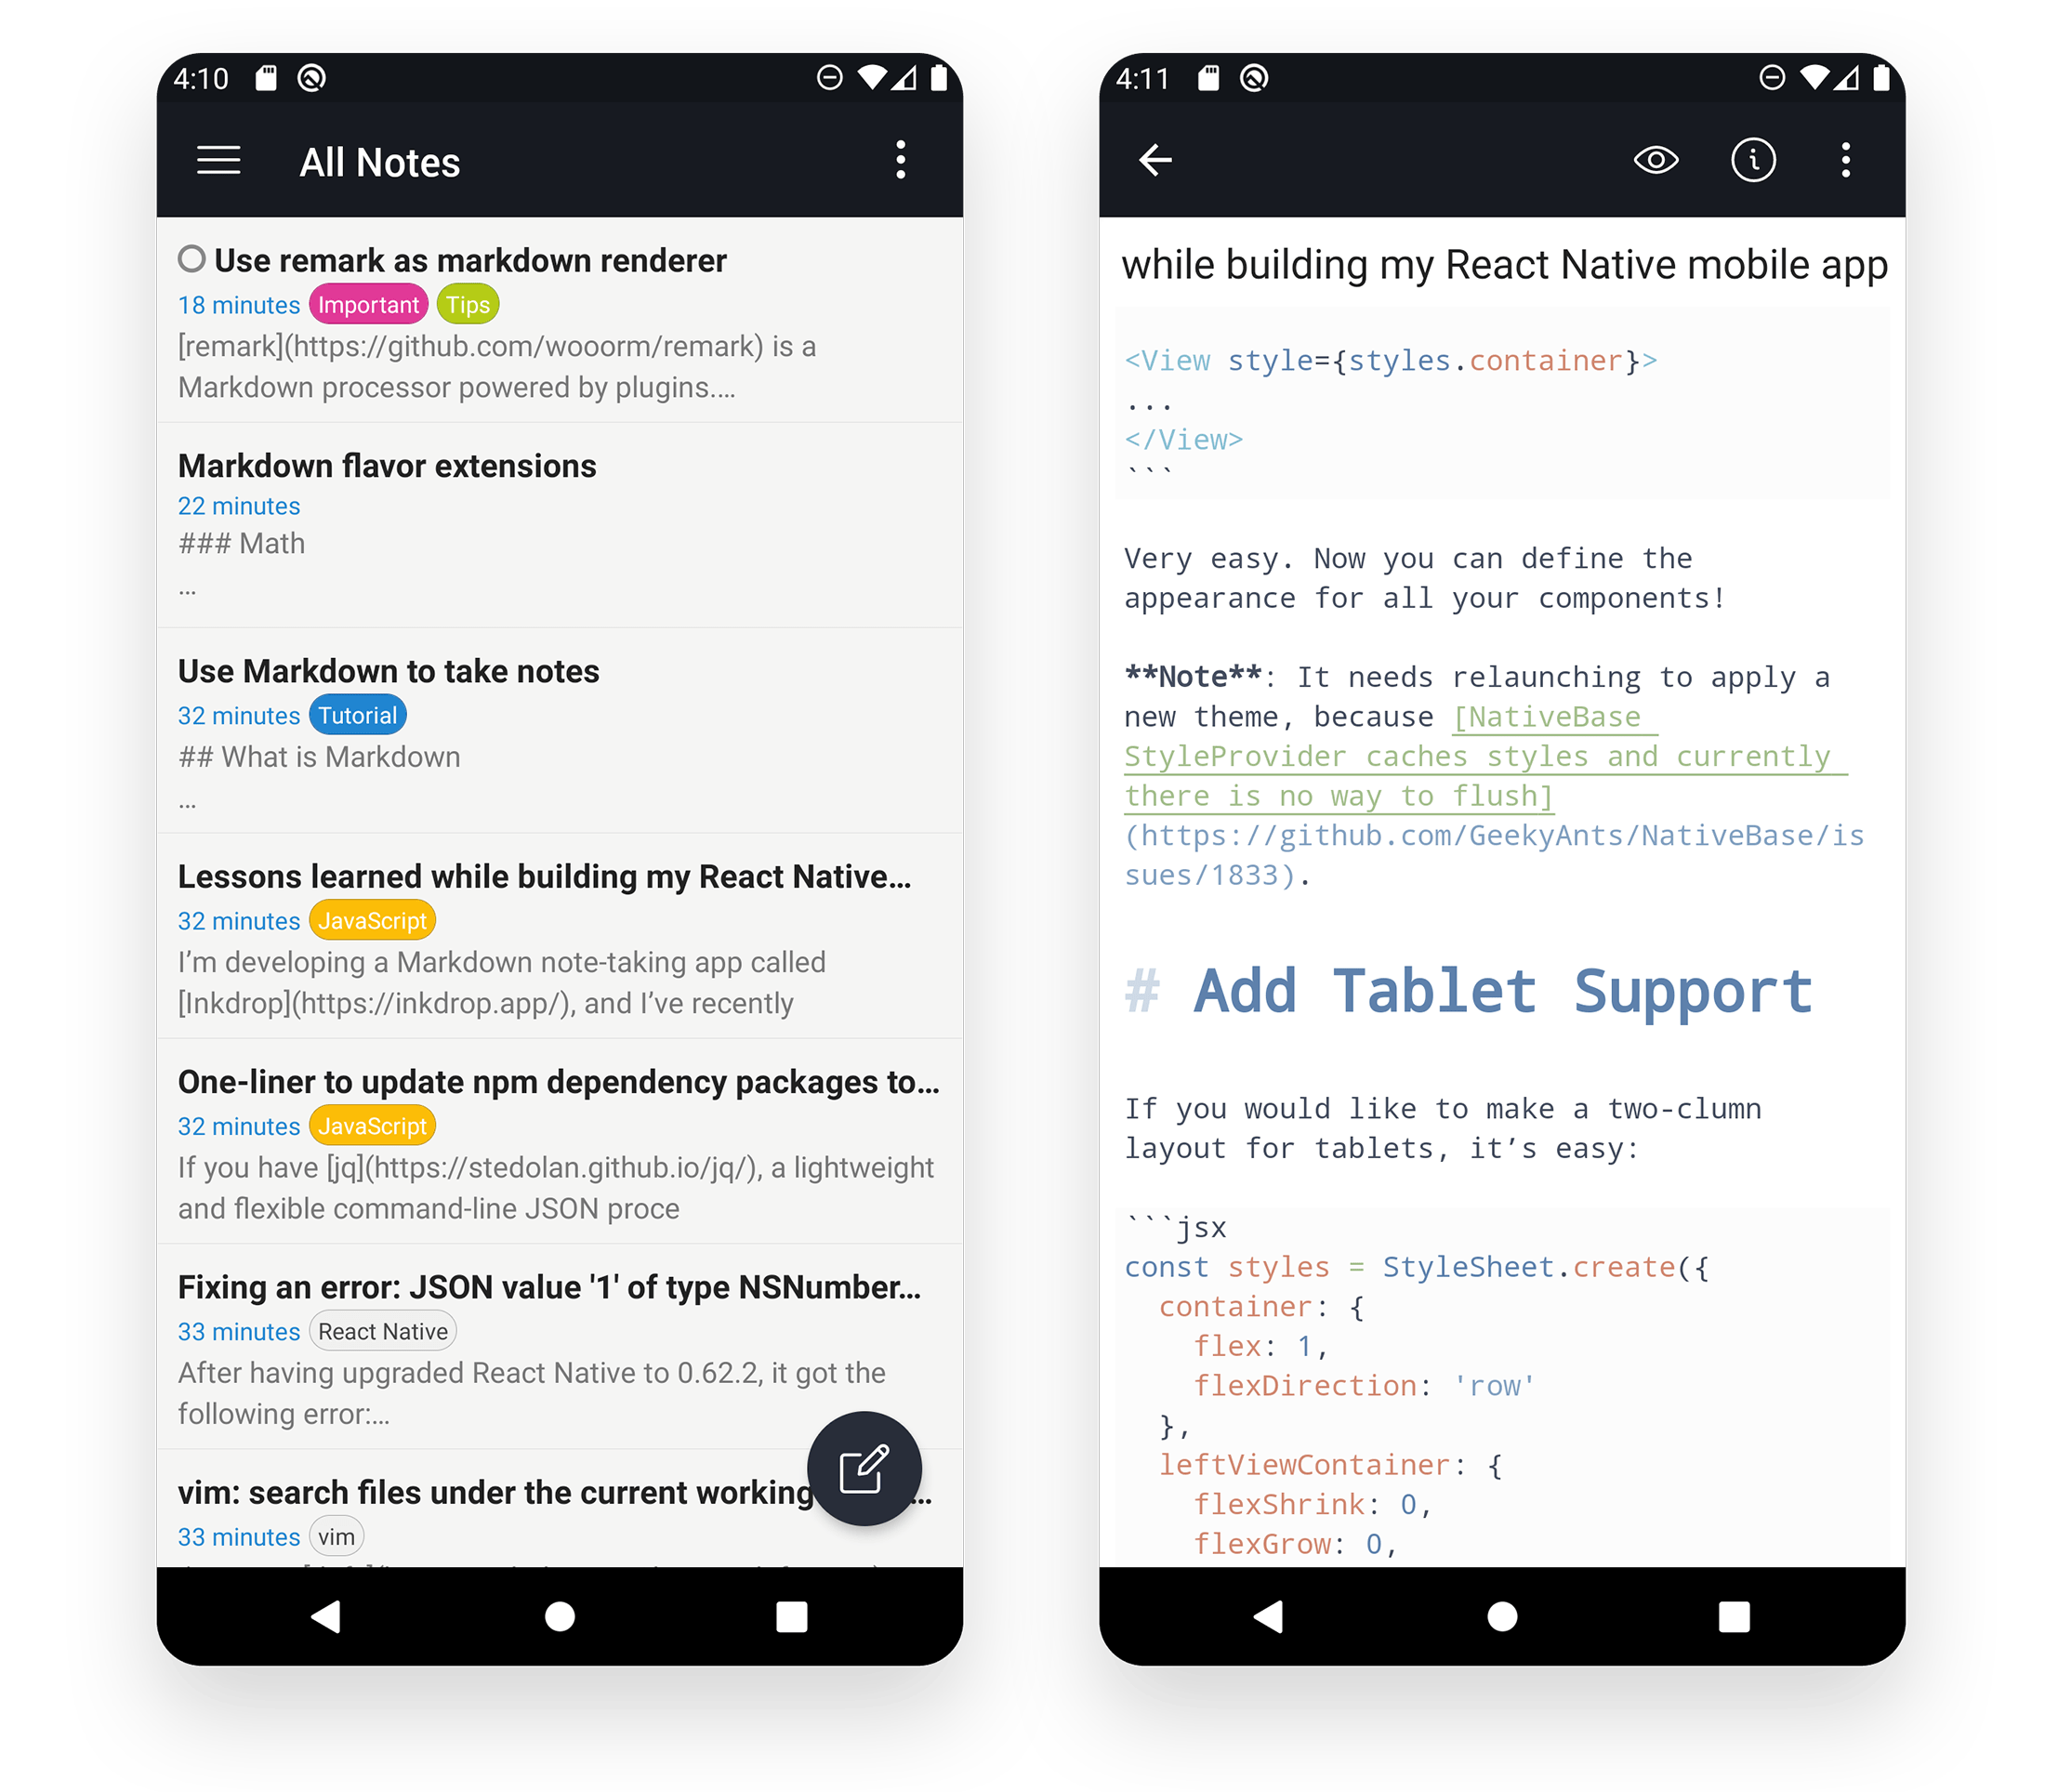 4:10
All Notes
Use remark as markdown renderer
18 minutes Important Tips
[remark](https://github.com/wooorm/remark) is a
Markdown processor powered by plugins.…
Markdown flavor extensions
22 minutes
### Math
…
Use Markdown to take notes
32 minutes Tutorial
## What is Markdown
…
Lessons learned while building my React Native…
32 minutes JavaScript
I’m developing a Markdown note-taking app called
[Inkdrop](https://inkdrop.app/), and I’ve recently
One-liner to update npm dependency packages to…
32 minutes JavaScript
If you have [jq](https://stedolan.github.io/jq/), a lightweight
and flexible command-line JSON proce
Fixing an error: JSON value '1' of type NSNumber…
33 minutes React Native
After having upgraded React Native to 0.62.2, it got the
following error:…
vim: search files under the current working …
33 minutes vim
4:11
while building my React Native mobile app
<View style={styles.container}>
...
</View>
```
Very easy. Now you can define the
appearance for all your components!
**Note**: It needs relaunching to apply a
new theme, because [NativeBase
StyleProvider caches styles and currently
there is no way to flush]
(https://github.com/GeekyAnts/NativeBase/is
sues/1833).
# Add Tablet Support
If you would like to make a two-clumn
layout for tablets, it’s easy:
```jsx
const styles = StyleSheet.create({
  container: {
    flex: 1,
    flexDirection: 'row'
  },
  leftViewContainer: {
    flexShrink: 0,
    flexGrow: 0,